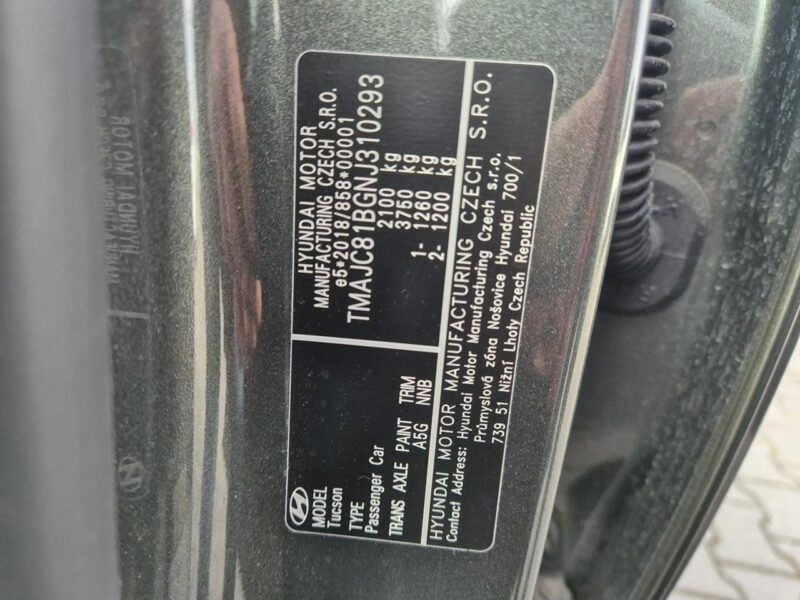 HYUNDAI MOTOR
MANUFACTURING CZECH S.R.O.
e5*2018/858*00001
TMAJC81BGNJ310293
2100 kg
3750 kg
1- 1260 kg
2- 1200 kg
MODEL
Tucson
TYPE
Passenger Car
TRANS AXLE PAINT TRIM
A5G NNB
HYUNDAI MOTOR MANUFACTURING CZECH S.R.O.
Contact Address: Hyundai Motor Manufacturing Czech s.r.o.
Průmyslová zóna Nošovice Hyundai 700/1
739 51 Nižní Lhoty Czech Republic